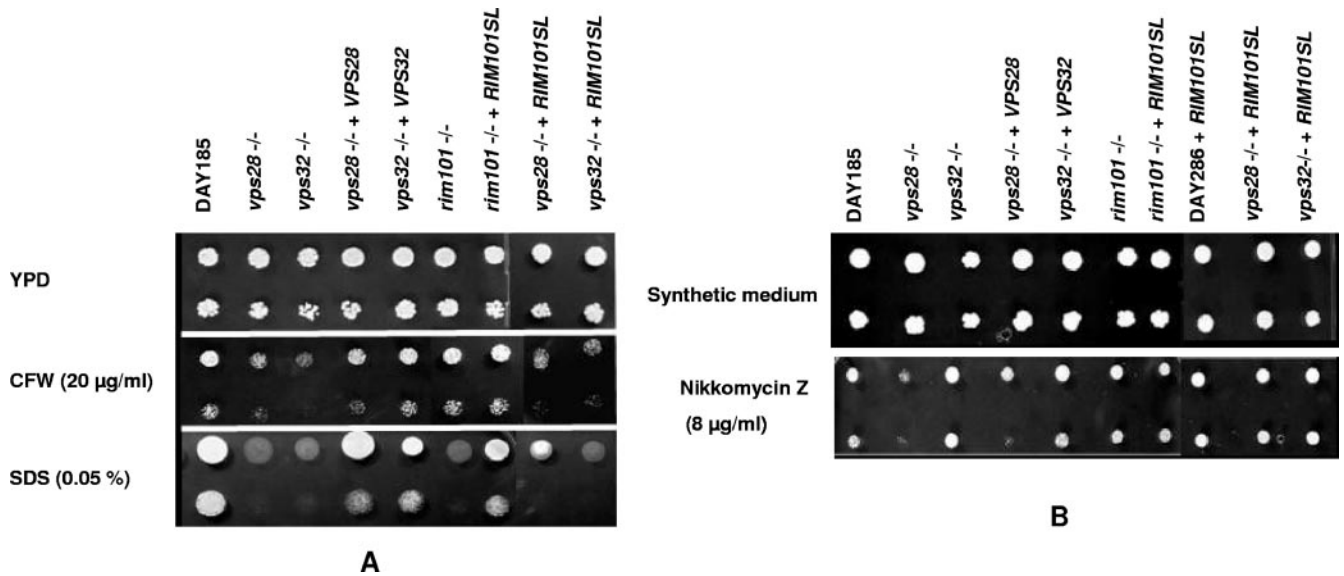 DAY185
vps28 -/-
vps32 -/-
vps28 -/- + VPS28
vps32 -/- + VPS32
rim101 -/-
rim101 -/- + RIM101SL
vps28 -/- + RIM101SL
vps32 -/- + RIM101SL
YPD
CFW (20 µg/ml)
SDS (0.05 %)
A
DAY185
vps28 -/-
vps32 -/-
vps28 -/- + VPS28
vps32 -/- + VPS32
rim101 -/-
rim101 -/- + RIM101SL
DAY286 + RIM101SL
vps28 -/- + RIM101SL
vps32-/- + RIM101SL
Synthetic medium
Nikkomycin Z
(8 µg/ml)
B